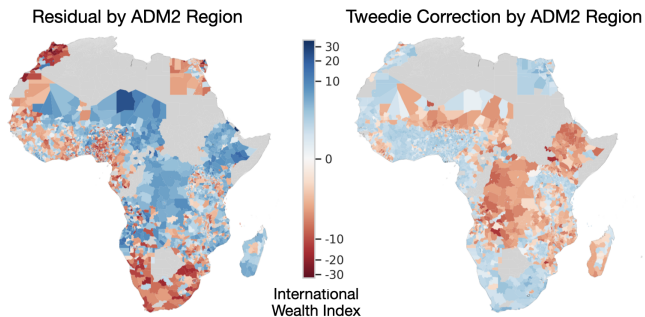 Residual by ADM2 Region
Tweedie Correction by ADM2 Region
30
20
10
0
-10
-20
-30
International
Wealth Index